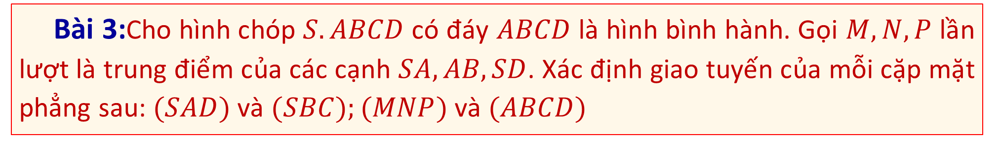 Bài 3:Cho hình chóp S.ABCD có đáy ABCD là hình bình hành. Gọi M,N,P lần
lượt là trung điểm của các cạnh SA,AB,SD. Xác định giao tuyến của mỗi cặp mặt
phẳng sau: (SAD) và (SBC); (MNP) và (ABCD)